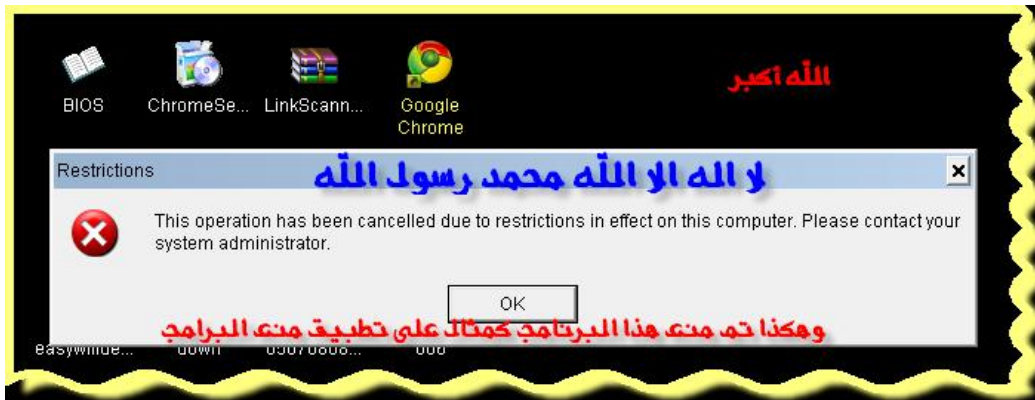 الله أكبر
BIOS
ChromeSe...
LinkScann...
Google
Chrome
Restrictions
لا اله الا الله محمد رسول الله
This operation has been cancelled due to restrictions in effect on this computer. Please contact your
system administrator.
OK
وهكذا تم منع هذا البرنامج كمثال على تطبيق منع البرامج
down